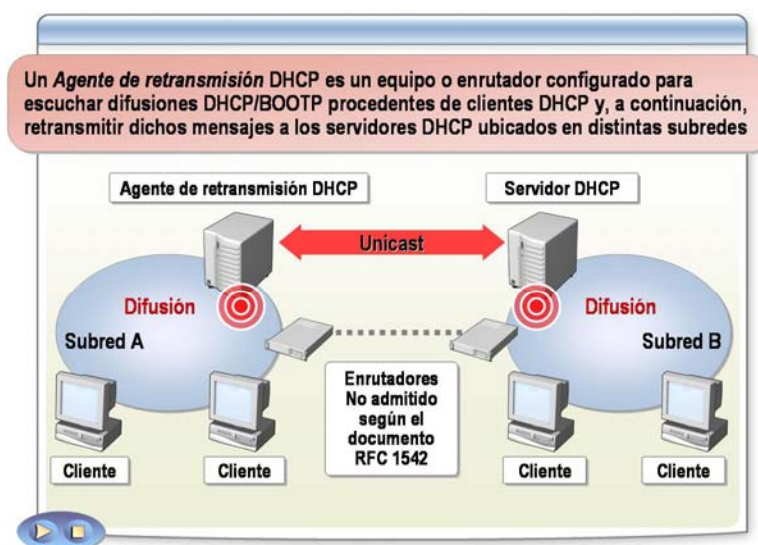 Un Agente de retransmisión DHCP es un equipo o enrutador configurado para
escuchar difusiones DHCP/BOOTP procedentes de clientes DHCP y, a continuación,
retransmitir dichos mensajes a los servidores DHCP ubicados en distintas subredes
Agente de retransmisión DHCP
Servidor DHCP
Unicast
Difusión
Difusión
Subred A
Subred B
Enrutadores
No admitido
según el
documento
RFC 1542
Cliente
Cliente
Cliente
Cliente